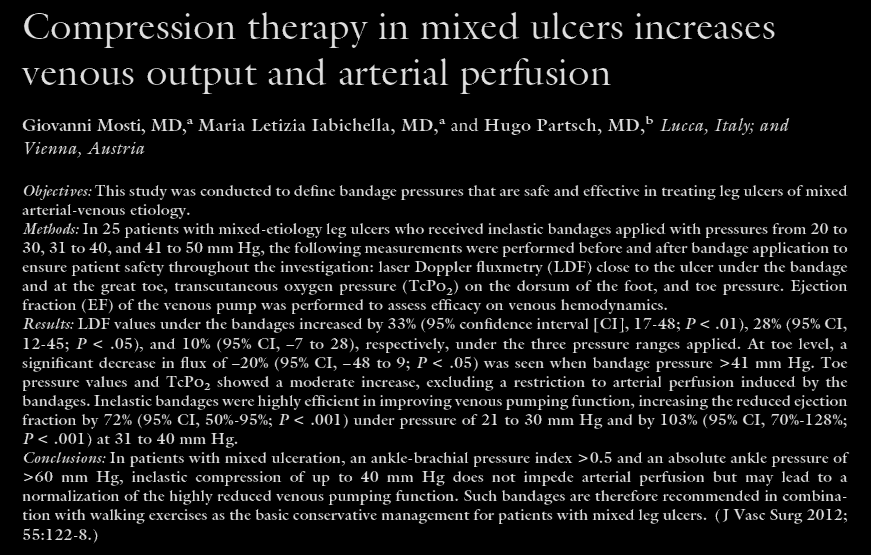 Compression therapy in mixed ulcers increases
venous output and arterial perfusion
Giovanni Mosti, MD,ᵃ Maria Letizia Iabichella, MD,ᵃ and Hugo Partsch, MD,ᵇ Lucca, Italy; and
Vienna, Austria
Objectives: This study was conducted to define bandage pressures that are safe and effective in treating leg ulcers of mixed
arterial-venous etiology.
Methods: In 25 patients with mixed-etiology leg ulcers who received inelastic bandages applied with pressures from 20 to
30, 31 to 40, and 41 to 50 mm Hg, the following measurements were performed before and after bandage application to
ensure patient safety throughout the investigation: laser Doppler fluxmetry (LDF) close to the ulcer under the bandage
and at the great toe, transcutaneous oxygen pressure (TcPo₂) on the dorsum of the foot, and toe pressure. Ejection
fraction (EF) of the venous pump was performed to assess efficacy on venous hemodynamics.
Results: LDF values under the bandages increased by 33% (95% confidence interval [CI], 17-48; P < .01), 28% (95% CI,
12-45; P < .05), and 10% (95% CI, –7 to 28), respectively, under the three pressure ranges applied. At toe level, a
significant decrease in flux of –20% (95% CI, –48 to 9; P < .05) was seen when bandage pressure >41 mm Hg. Toe
pressure values and TcPo₂ showed a moderate increase, excluding a restriction to arterial perfusion induced by the
bandages. Inelastic bandages were highly efficient in improving venous pumping function, increasing the reduced ejection
fraction by 72% (95% CI, 50%-95%; P < .001) under pressure of 21 to 30 mm Hg and by 103% (95% CI, 70%-128%;
P < .001) at 31 to 40 mm Hg.
Conclusions: In patients with mixed ulceration, an ankle-brachial pressure index >0.5 and an absolute ankle pressure of
>60 mm Hg, inelastic compression of up to 40 mm Hg does not impede arterial perfusion but may lead to a
normalization of the highly reduced venous pumping function. Such bandages are therefore recommended in combina-
tion with walking exercises as the basic conservative management for patients with mixed leg ulcers. (J Vasc Surg 2012;
55:122-8.)